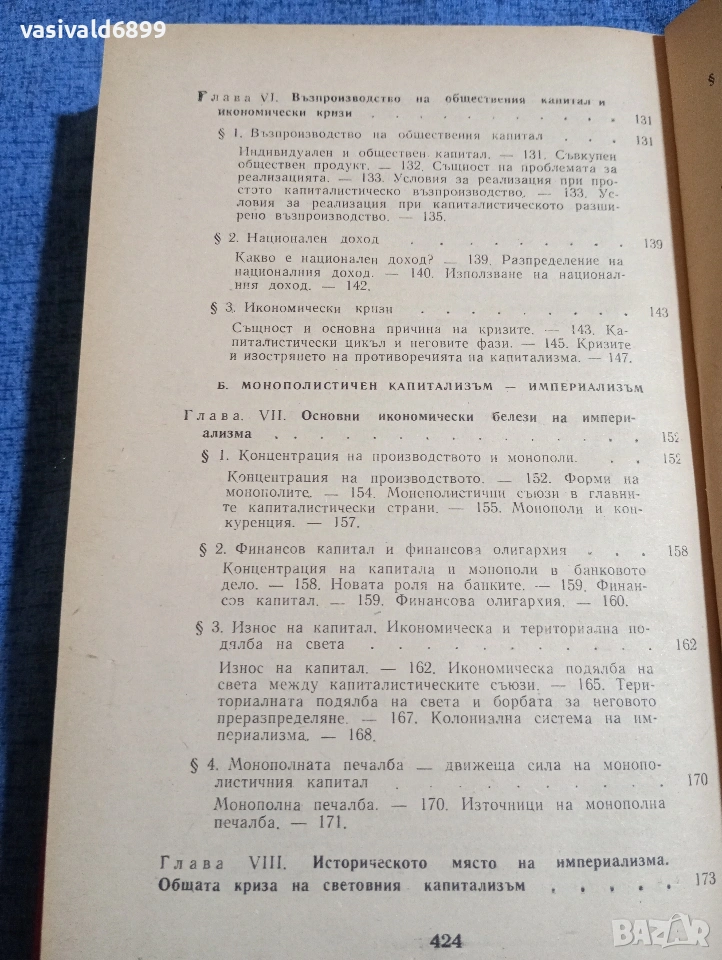 vasivald6899
Глава VI. Възпроизводство на обществения капитал и
икономически кризи . . . . . . . . . . . 131
§ 1. Възпроизводство на обществения капитал . . . 131
Индивидуален и обществен капитал. — 131. Съвкупен
обществен продукт. — 132. Същност на проблемата за
реализацията. — 133. Условия за реализация при про-
стото капиталистическо възпроизводство. — 133. Ус-
ловия за реализация при капиталистическото разши-
рено възпроизводство. — 135.
§ 2. Национален доход . . . . . . . . 139
Какво е национален доход? — 139. Разпределение на
националния доход. — 140. Използване на национал-
ния доход. — 142.
§ 3. Икономически кризи . . . . . . . 143
Същност и основна причина на кризите. — 143. Ка-
питалистически цикъл и неговите фази. — 145. Кризите
и изострянето на противоречията на капитализма. — 147.
Б. МОНОПОЛИСТИЧЕН КАПИТАЛИЗЪМ — ИМПЕРИАЛИЗЪМ
Глава. VII. Основни икономически белези на импери-
ализма . . . . . . . . . . . . . . 152
§ 1. Концентрация на производството и монополи. . . 152
Концентрация на производството. — 152. Форми на
монополите. — 154. Монополистични съюзи в главни-
те капиталистически страни. — 155. Монополи и кон-
куренция. — 157.
§ 2. Финансов капитал и финансова олигархия . . . 158
Концентрация на капитала и монополи в банковото
дело. — 158. Новата роля на банките. — 159. Финан-
сов капитал. — 159. Финансова олигархия. — 160.
§ 3. Износ на капитал. Икономическа и териториална по-
дялба на света . . . . . . . . . . . 162
Износ на капитал. — 162. Икономическа подялба на
света между капиталистическите съюзи. — 165. Тери-
ториалната подялба на света и борбата за неговото
преразпределяне. — 167. Колониална система на им-
периализма. — 168.
§ 4. Монополната печалба — движеща сила на монопо-
листичния капитал . . . . . . . . . 170
Монополна печалба. — 170. Източници на монополна
печалба. — 171.
Глава VIII. Историческото място на империализма.
Общата криза на световния капитализъм . . . . . 173
424
§
BAZAR